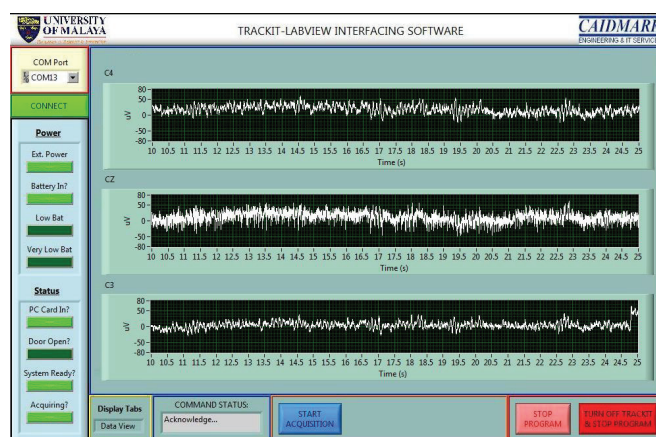 UNIVERSITY
OF MALAYA
TRACKIT-LABVIEW INTERFACING SOFTWARE
CAIDMARK
ENGINEERING & IT SERVICE
COM Port
COM13
CONNECT
Power
Ext. Power
Battery In?
Low Bat
Very Low Bat
Status
PC Card In?
Door Open?
System Ready?
Acquiring?
C4
80
50
0
-50
-80
uV
10 10.5 11 11.5 12 12.5 13 13.5 14 14.5 15 15.5 16 16.5 17 17.5 18 18.5 19 19.5 20 20.5 21 21.5 22 22.5 23 23.5 24 24.5 25
Time (s)
CZ
80
50
0
-50
-80
uV
10 10.5 11 11.5 12 12.5 13 13.5 14 14.5 15 15.5 16 16.5 17 17.5 18 18.5 19 19.5 20 20.5 21 21.5 22 22.5 23 23.5 24 24.5 25
Time (s)
C3
80
50
0
-50
-80
uV
10 10.5 11 11.5 12 12.5 13 13.5 14 14.5 15 15.5 16 16.5 17 17.5 18 18.5 19 19.5 20 20.5 21 21.5 22 22.5 23 23.5 24 24.5 25
Time (s)
Display Tabs
Data View
COMMAND STATUS:
Acknowledge...
START
ACQUISITION
STOP
PROGRAM
TURN OFF TRACKIT
& STOP PROGRAM